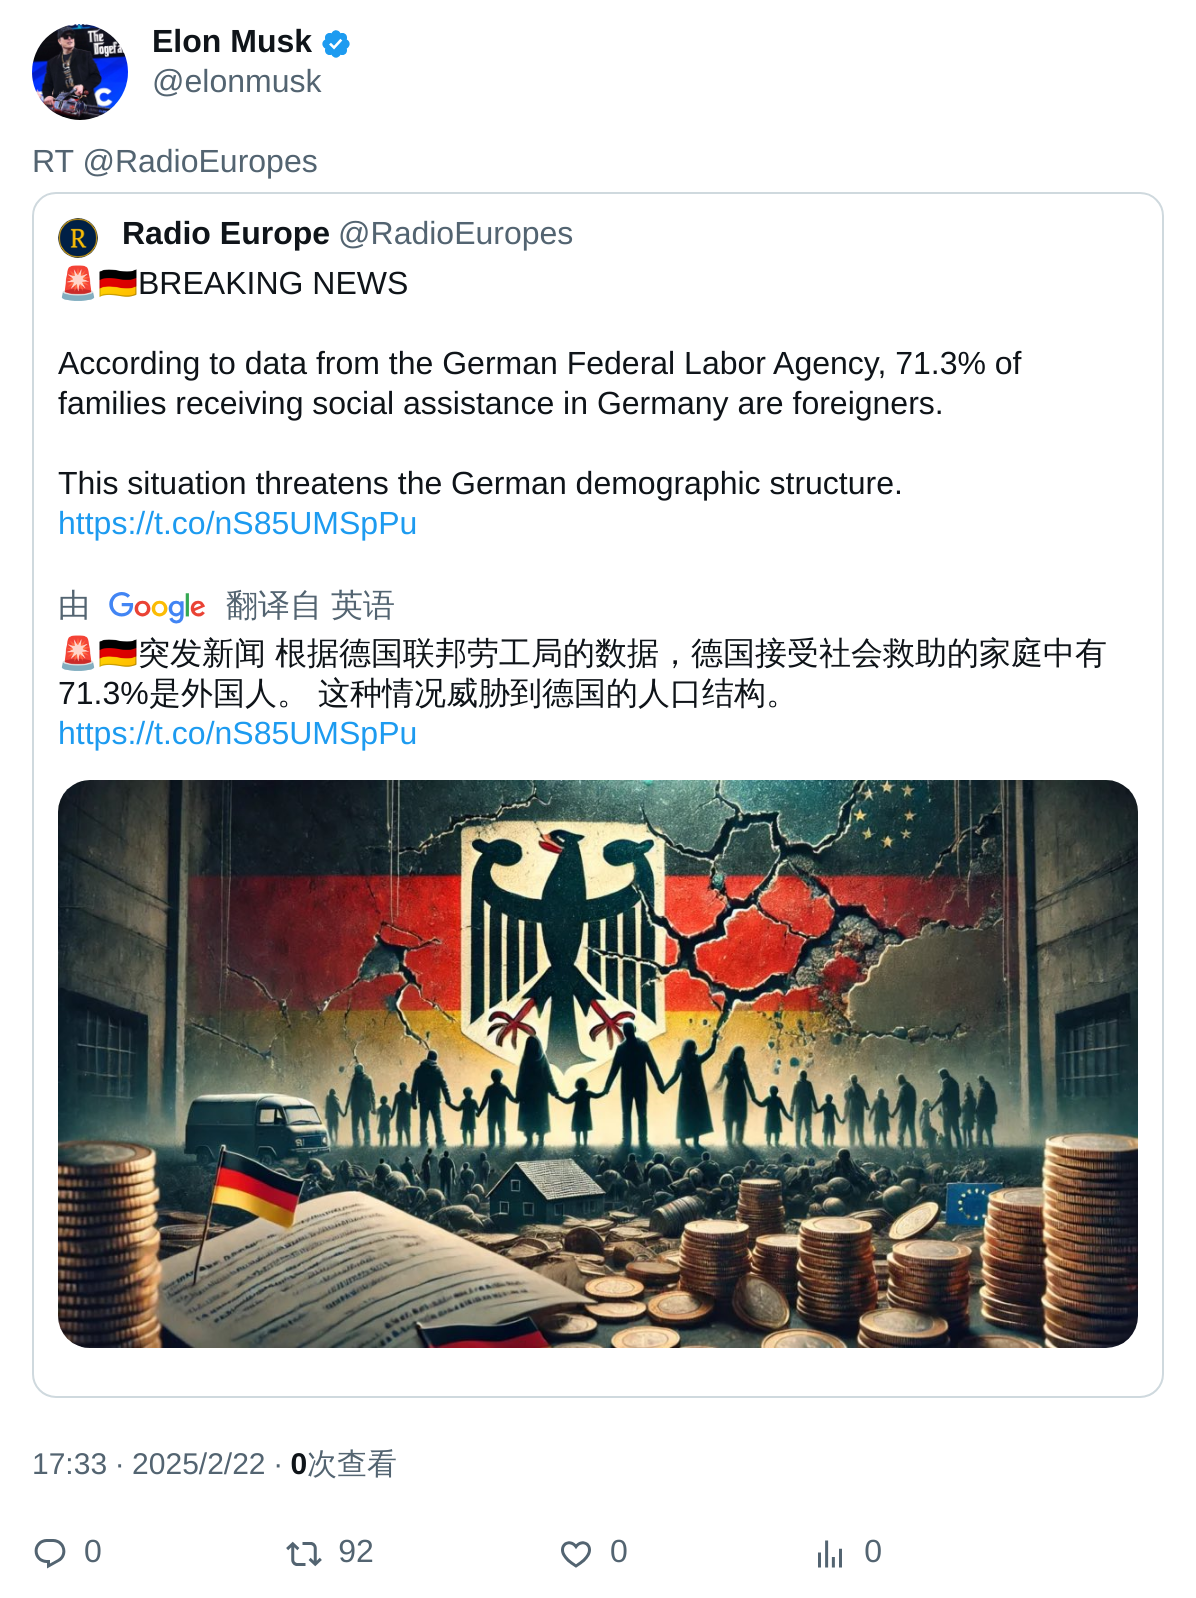 The
Dogefa
C
Elon Musk
@elonmusk
RT @RadioEuropes
R
Radio Europe @RadioEuropes
🚨🇩🇪BREAKING NEWS
According to data from the German Federal Labor Agency, 71.3% of
families receiving social assistance in Germany are foreigners.
This situation threatens the German demographic structure.
https://t.co/nS85UMSpPu
由 Google 翻译自 英语
🚨🇩🇪突发新闻 根据德国联邦劳工局的数据，德国接受社会救助的家庭中有
71.3%是外国人。 这种情况威胁到德国的人口结构。
https://t.co/nS85UMSpPu
17:33 · 2025/2/22 · 0次查看
0 92 0 0